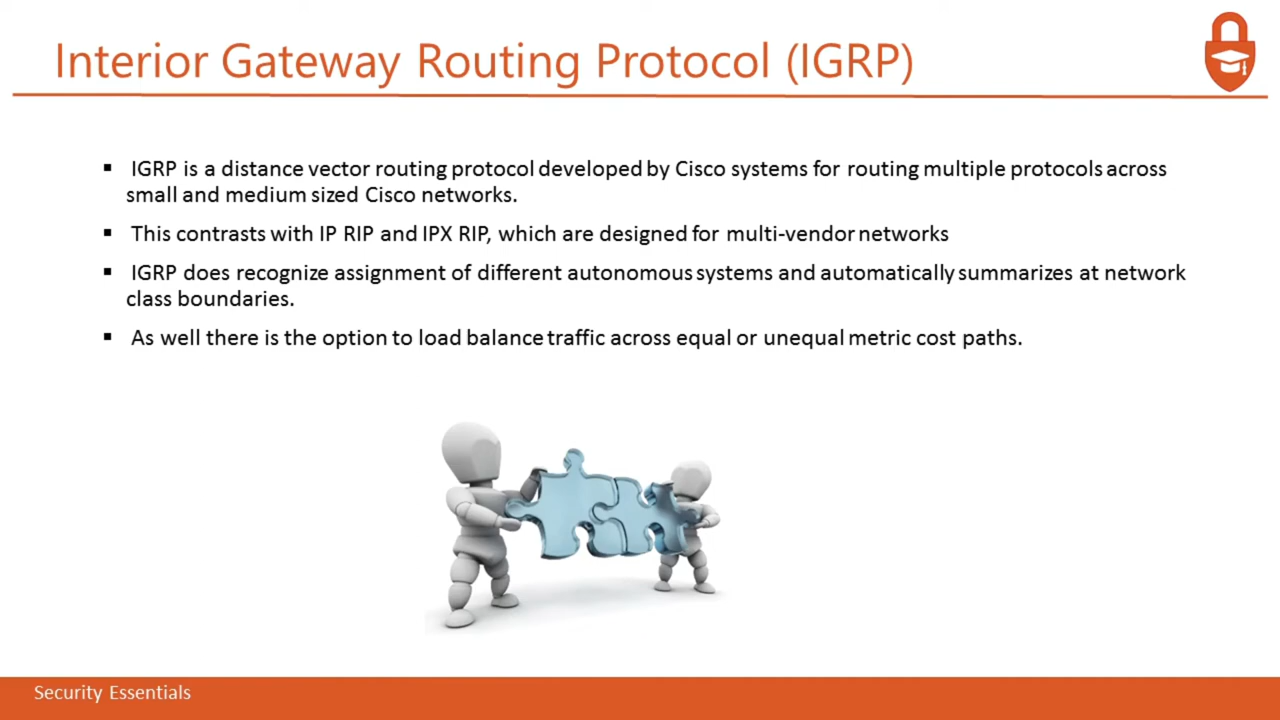 Interior Gateway Routing Protocol (IGRP)
▪ IGRP is a distance vector routing protocol developed by Cisco systems for routing multiple protocols across
small and medium sized Cisco networks.
▪ This contrasts with IP RIP and IPX RIP, which are designed for multi-vendor networks
▪ IGRP does recognize assignment of different autonomous systems and automatically summarizes at network
class boundaries.
▪ As well there is the option to load balance traffic across equal or unequal metric cost paths.
Security Essentials